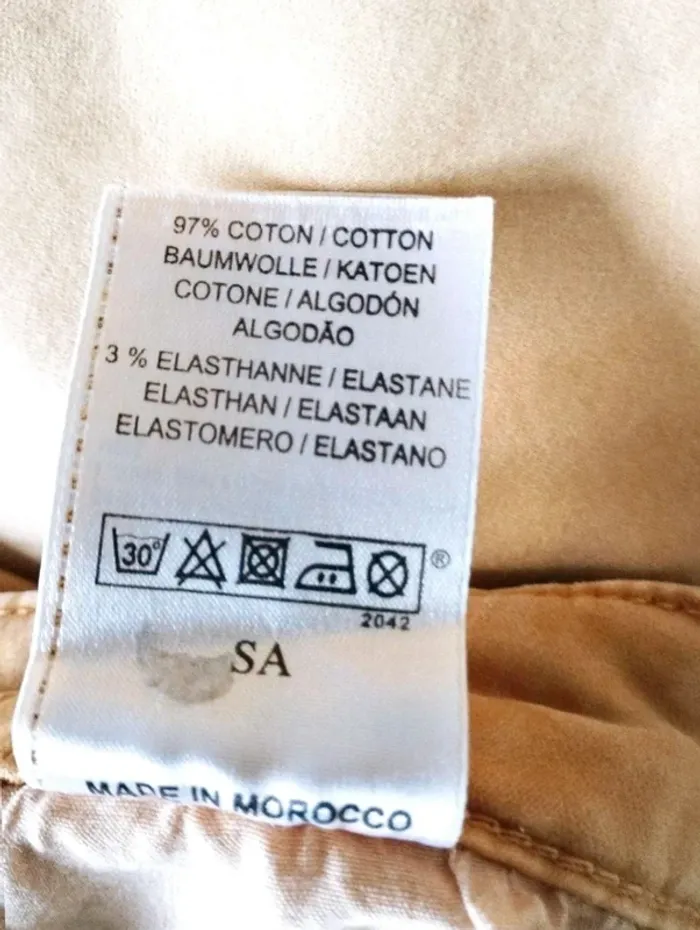 97% COTON / COTTON
BAUMWOLLE / KATOEN
COTONE / ALGODÓN
ALGODÃO
3 % ELASTHANNE / ELASTANE
ELASTHAN / ELASTAAN
ELASTOMERO / ELASTANO
30° ®
2042
SA
MADE IN MOROCCO